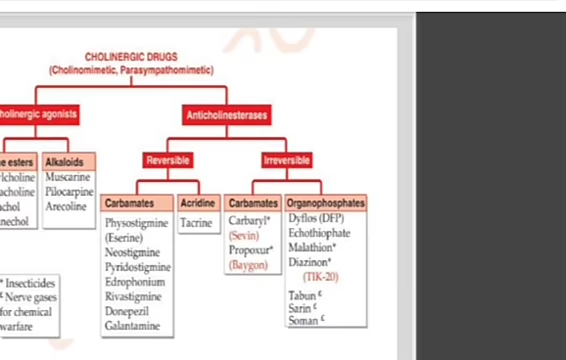 CHOLINERGIC DRUGS
(Cholinomimetic, Parasympathomimetic)
agonists
Anticholinesterases
Reversible
Irreversible
esters
Alkaloids
Muscarine
Pilocarpine
Arecoline
Carbamates
Physostigmine
(Eserine)
Neostigmine
Pyridostigmine
Edrophonium
Rivastigmine
Donepezil
Galantamine
Acridine
Tacrine
Carbamates
Carbaryl*
(Sevin)
Propoxur*
(Baygon)
Organophosphates
Dyflos (DFP)
Echothiophate
Malathion*
Diazinon*
(TIK-20)
Tabun £
Sarin £
Soman £
* Insecticides
£ Nerve gases
for chemical
warfare